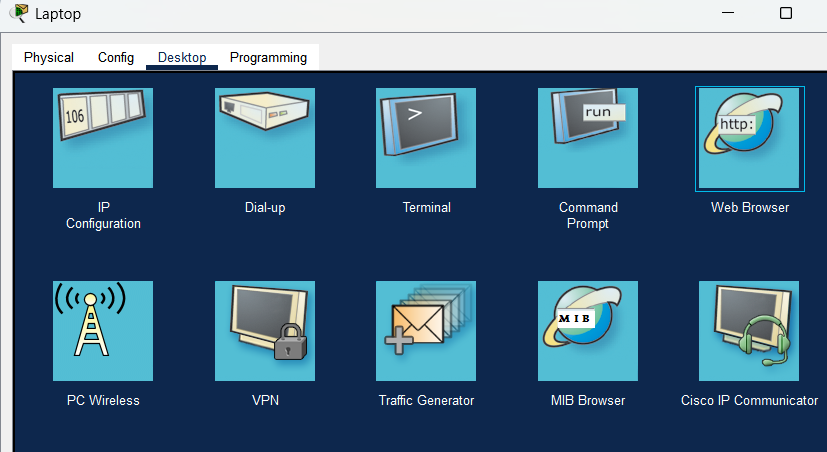 Laptop
Physical Config Desktop Programming
106
>
run
http:
IP
Configuration
Dial-up
Terminal
Command
Prompt
Web Browser
MIB
PC Wireless
VPN
Traffic Generator
MIB Browser
Cisco IP Communicator